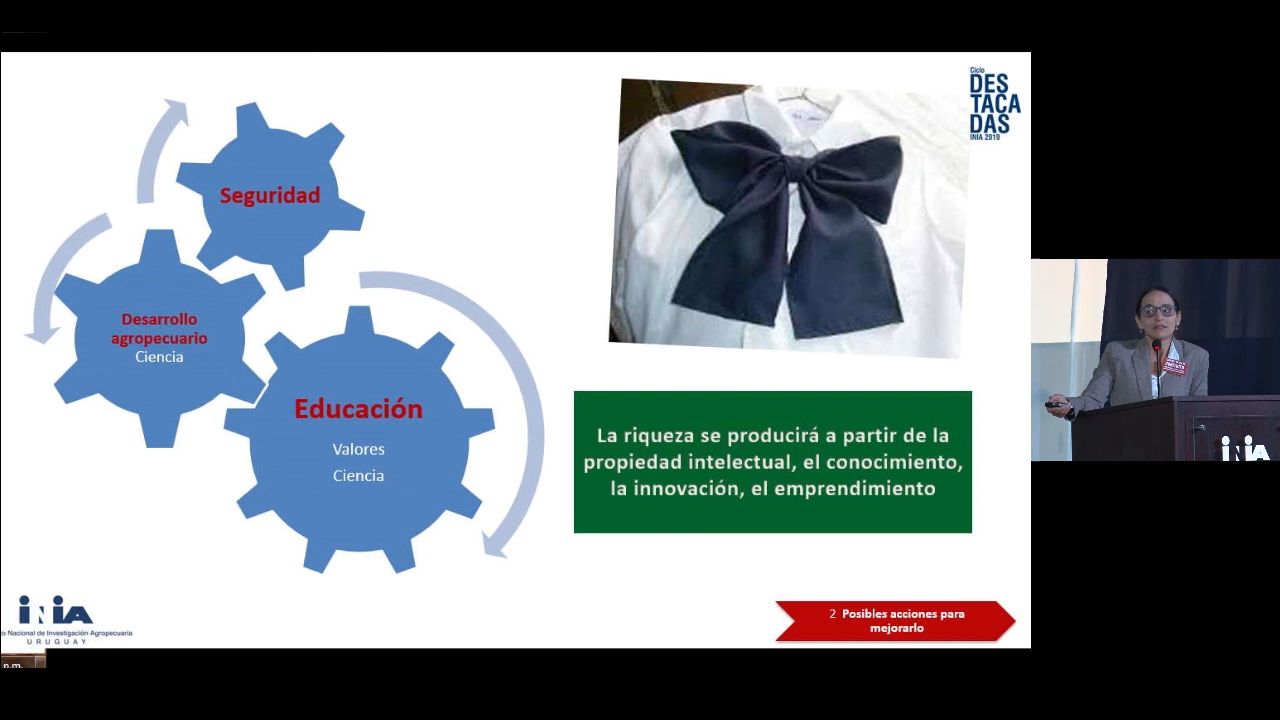 Ciclo
DES
TACA
DAS
INIA 2019
Seguridad
Desarrollo
agropecuario
Ciencia
Educación
Valores
Ciencia
La riqueza se producirá a partir de la
propiedad intelectual, el conocimiento,
la innovación, el emprendimiento
2 Posibles acciones para
mejorarlo
iNiA
o Nacional de Investigación Agropecuaria
URUGUAY
p.m.
iNiA